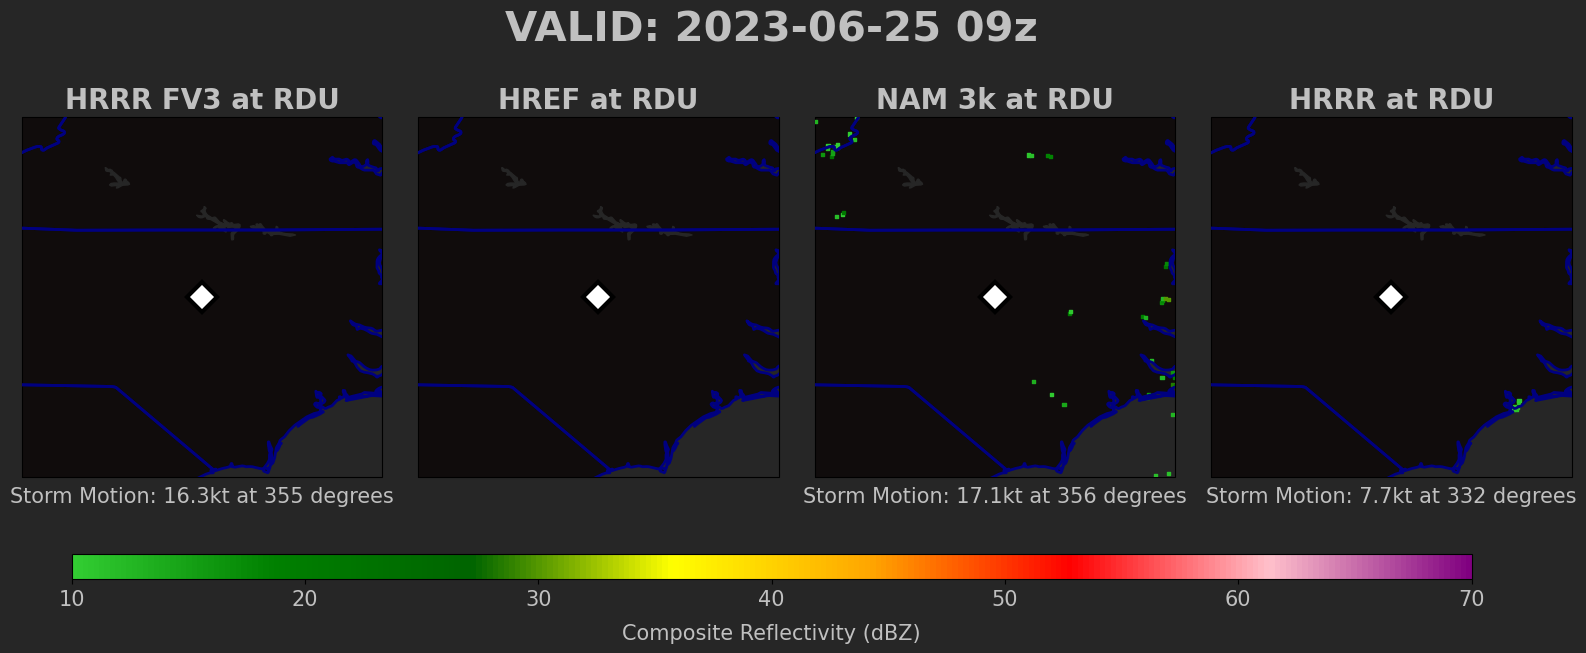 VALID: 2023-06-25 09z
HRRR FV3 at RDU
HREF at RDU
NAM 3k at RDU
HRRR at RDU
Storm Motion: 16.3kt at 355 degrees
Storm Motion: 17.1kt at 356 degrees
Storm Motion: 7.7kt at 332 degrees
10 20 30 40 50 60 70
Composite Reflectivity (dBZ)